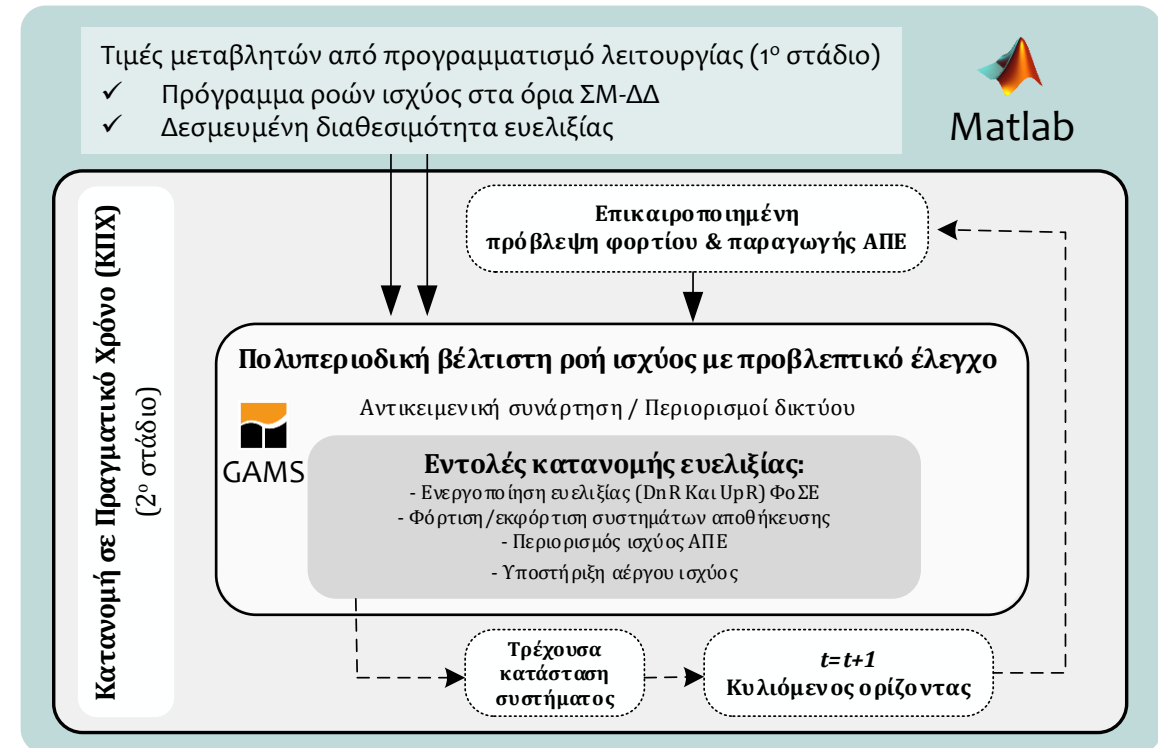 Τιμές μεταβλητών από προγραμματισμό λειτουργίας (1ο στάδιο)
✓ Πρόγραμμα ροών ισχύος στα όρια ΣΜ-ΔΔ
✓ Δεσμευμένη διαθεσιμότητα ευελιξίας
Matlab
Κατανομή σε Πραγματικό Χρόνο (ΚΠΧ)
(2ο στάδιο)
Επικαιροποιημένη
πρόβλεψη φορτίου & παραγωγής ΑΠΕ
Πολυπεριοδική βέλτιστη ροή ισχύος με προβλεπτικό έλεγχο
Αντικειμενική συνάρτηση / Περιορισμοί δικτύου
GAMS
Εντολές κατανομής ευελιξίας:
- Ενεργοποίηση ευελιξίας (DnR Και UpR) ΦοΣΕ
- Φόρτιση/εκφόρτιση συστημάτων αποθήκευσης
- Περιορισμός ισχύος ΑΠΕ
- Υποστήριξη αέργου ισχύος
Τρέχουσα
κατάσταση
συστήματος
t=t+1
Κυλιόμενος ορίζοντας